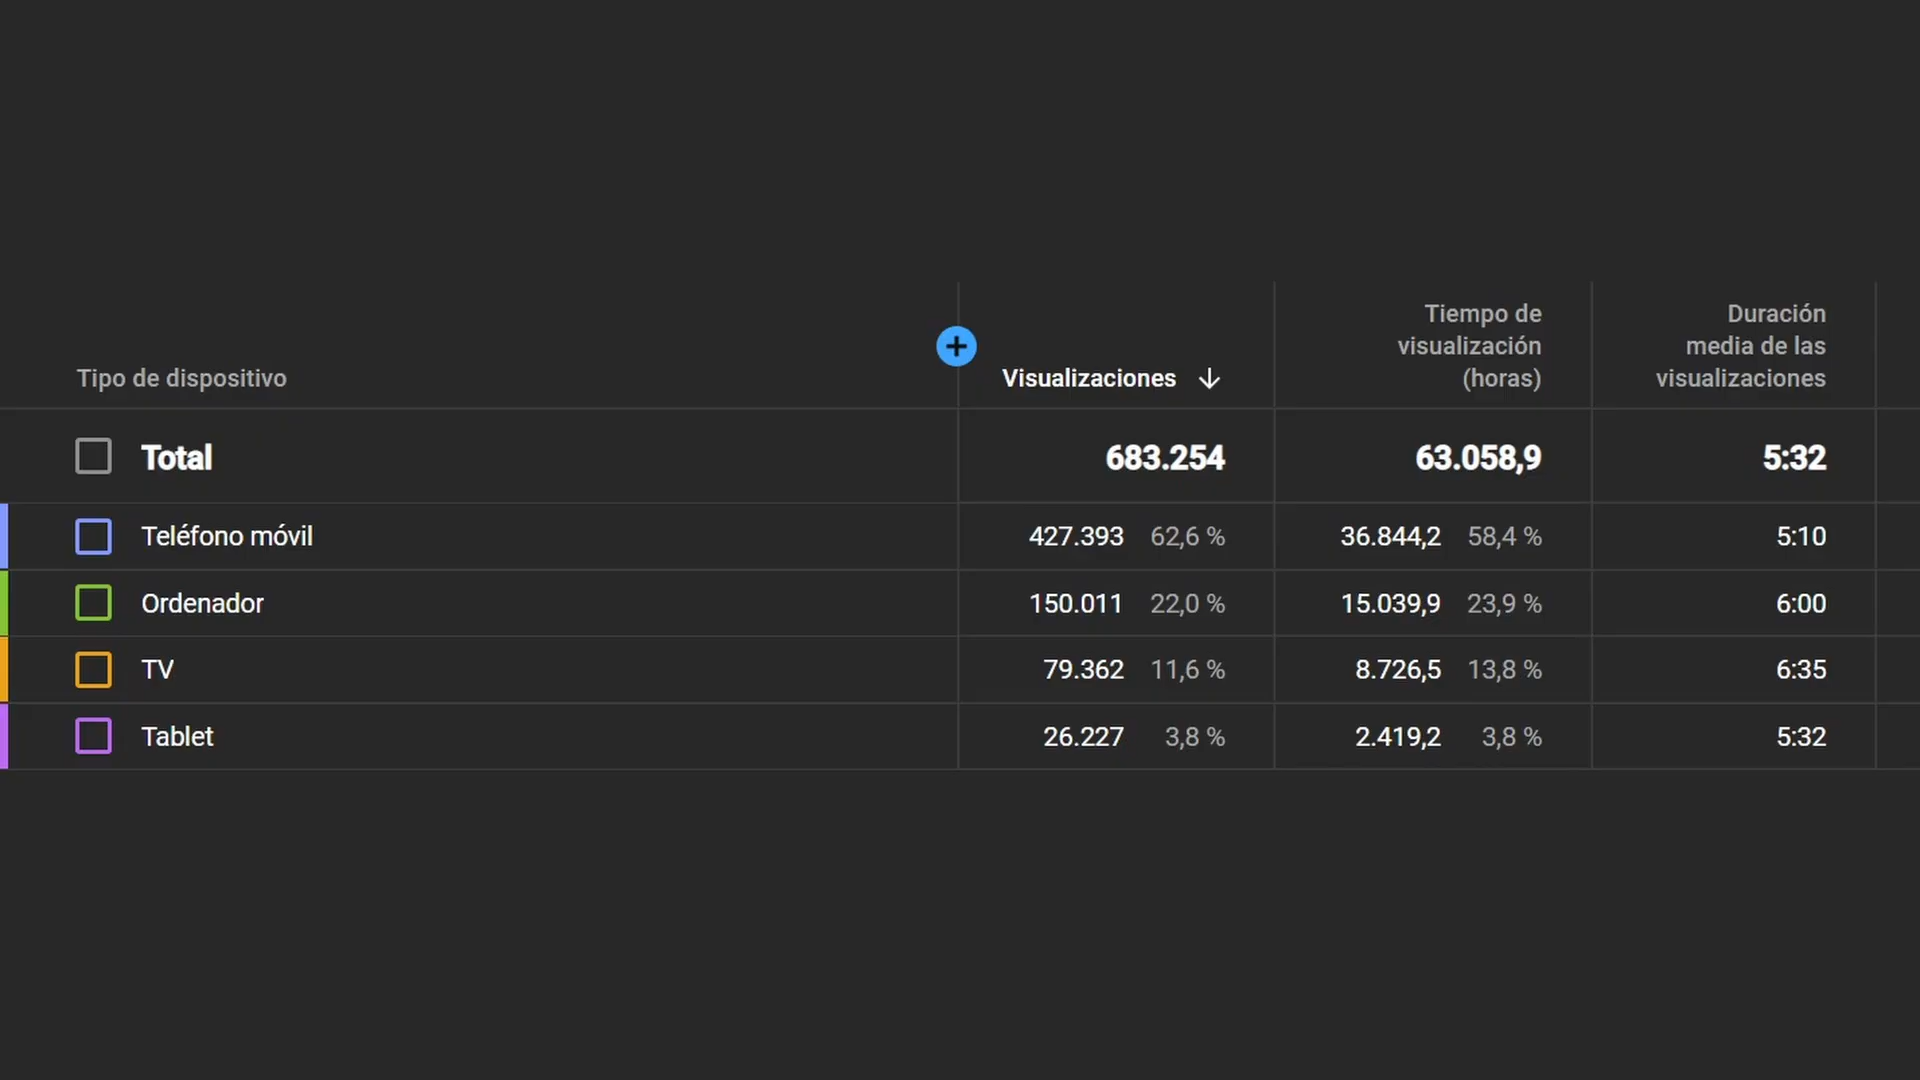 Tipo de dispositivo
Visualizaciones
Tiempo de
visualización
(horas)
Duración
media de las
visualizaciones
Total 683.254 63.058,9 5:32
Teléfono móvil 427.393 62,6 % 36.844,2 58,4 % 5:10
Ordenador 150.011 22,0 % 15.039,9 23,9 % 6:00
TV 79.362 11,6 % 8.726,5 13,8 % 6:35
Tablet 26.227 3,8 % 2.419,2 3,8 % 5:32